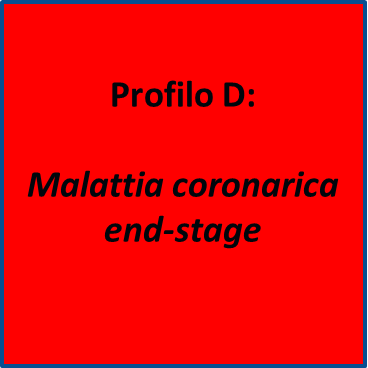 Profilo D:
Malattia coronarica
end-stage